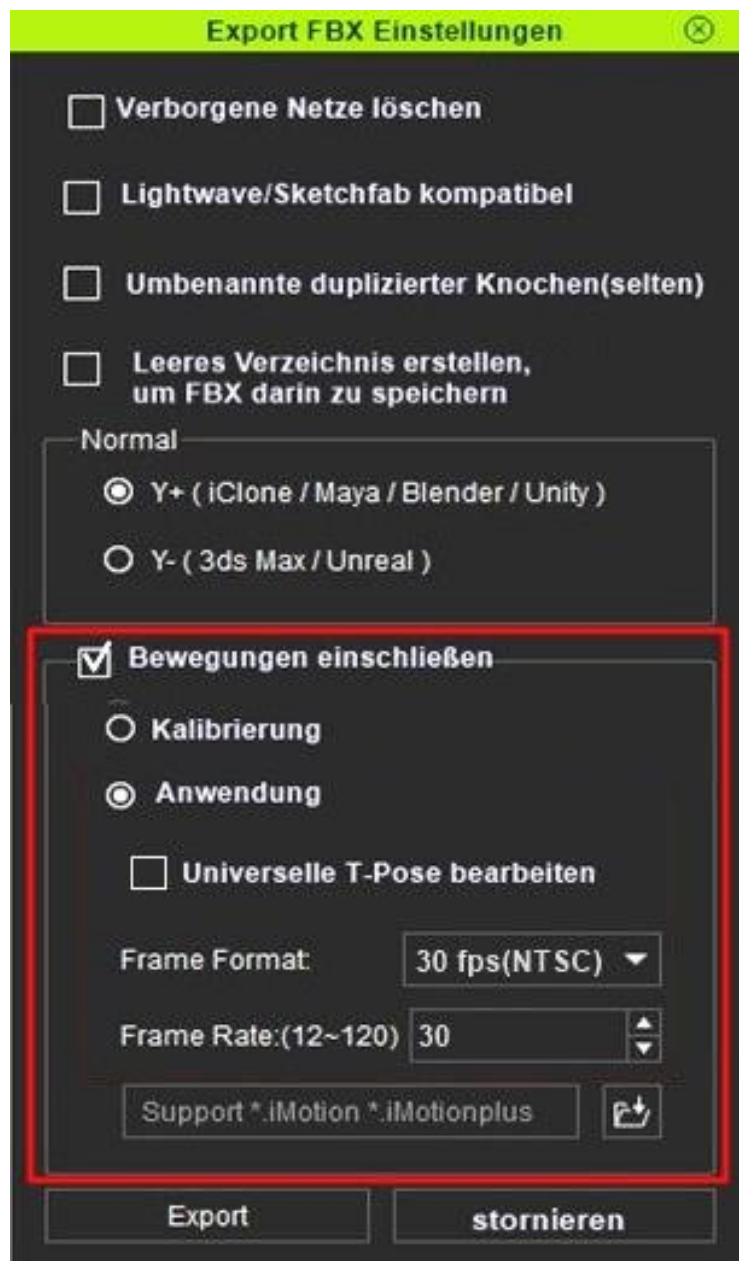 Export FBX Einstellungen
Verborgene Netze löschen
Lightwave/Sketchfab kompatibel
Umbenannte duplizierter Knochen(selten)
Leeres Verzeichnis erstellen,
um FBX darin zu speichern
Normal
Y+ ( iClone / Maya / Blender / Unity )
Y- ( 3ds Max / Unreal )
Bewegungen einschließen
Kalibrierung
Anwendung
Universelle T-Pose bearbeiten
Frame Format: 30 fps(NTSC)
Frame Rate:(12~120) 30
Support *.iMotion *.iMotionplus
Export stornieren